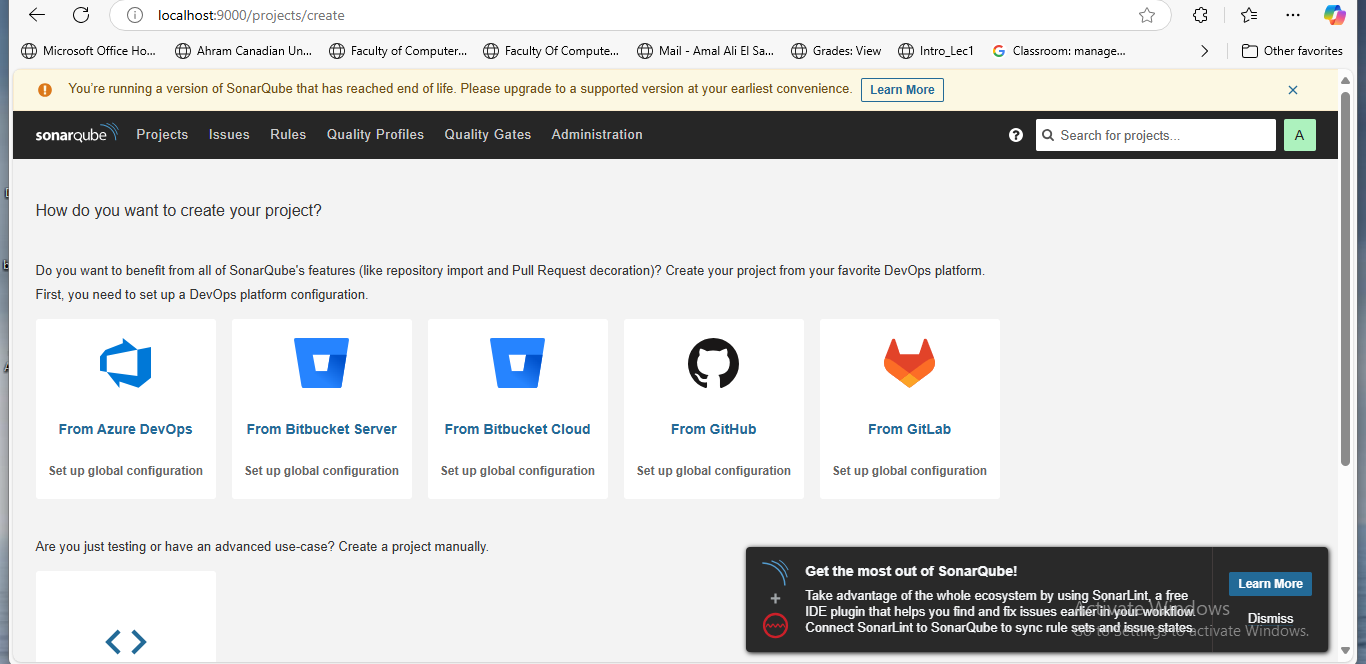 localhost:9000/projects/create
Microsoft Office Ho...
Ahram Canadian Un...
Faculty of Computer...
Faculty Of Compute...
Mail - Amal Ali El Sa...
Grades: View
Intro_Lec1
Classroom: manage...
Other favorites
You're running a version of SonarQube that has reached end of life. Please upgrade to a supported version at your earliest convenience.
Learn More
sonarqube
Projects
Issues
Rules
Quality Profiles
Quality Gates
Administration
Search for projects...
A
How do you want to create your project?
Do you want to benefit from all of SonarQube's features (like repository import and Pull Request decoration)? Create your project from your favorite DevOps platform.
First, you need to set up a DevOps platform configuration.
From Azure DevOps
Set up global configuration
From Bitbucket Server
Set up global configuration
From Bitbucket Cloud
Set up global configuration
From GitHub
Set up global configuration
From GitLab
Set up global configuration
Are you just testing or have an advanced use-case? Create a project manually.
Get the most out of SonarQube!
Take advantage of the whole ecosystem by using SonarLint, a free
IDE plugin that helps you find and fix issues earlier in your workflow.
Connect SonarLint to SonarQube to sync rule sets and issue states.
Learn More
Dismiss
Activate Windows
Go to Settings to activate Windows.